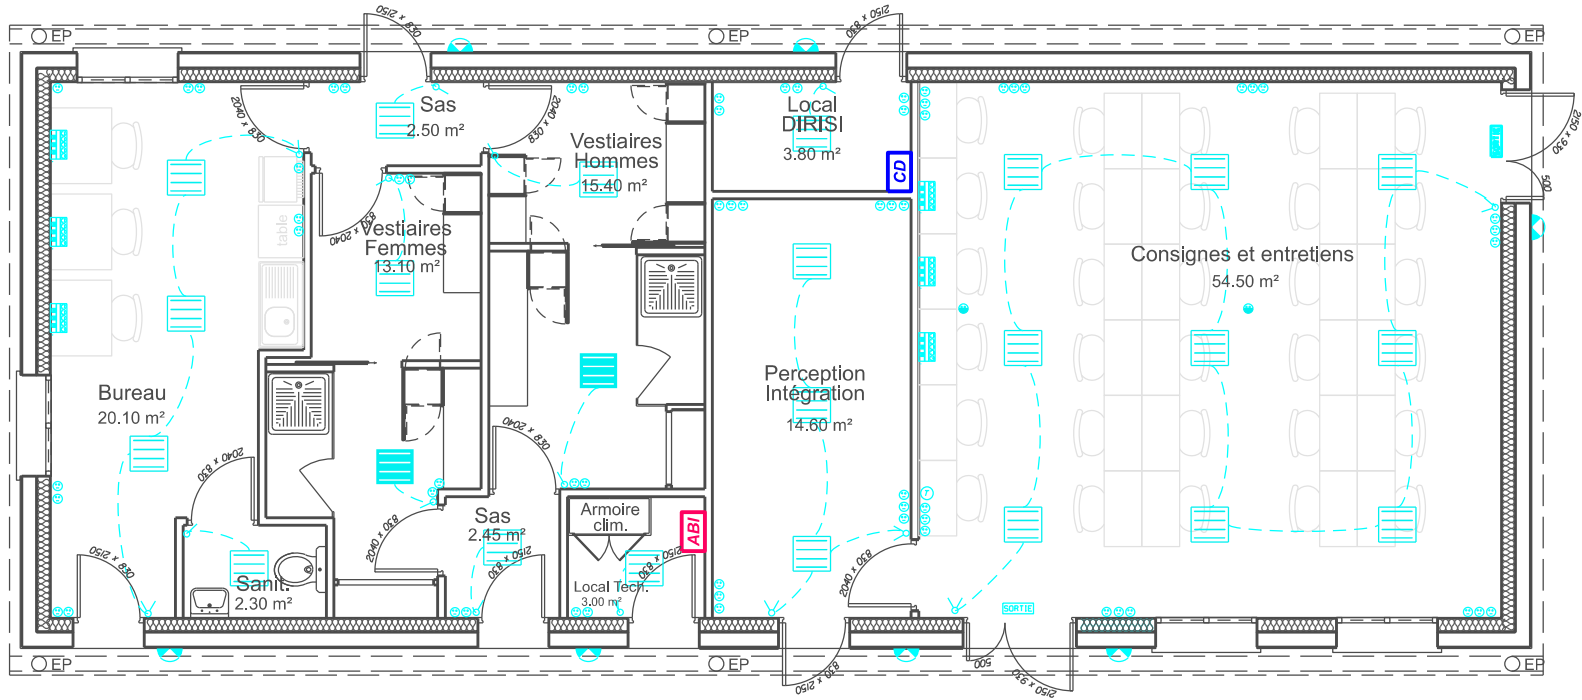 EP
EP
EP
830 x 2150
2150 x 830
2040 x 830
Sas
2.50 m²
2040 x 830
Vestiaires
Hommes
15.40 m²
Local
DIRISI
3.80 m²
CD
2150 x 930
500
table
830 x 2040
Vestiaires
Femmes
13.10 m²
Consignes et entretiens
54.50 m²
Bureau
20.10 m²
Perception
Intégration
14.60 m²
2040 x 830
830 x 2040
T
Sas
2.45 m²
Armoire
clim.
ABI
2040 x 830
2150 x 830
Sanit.
2.30 m²
830 x 2150
Local Tech.
3.00 m²
2150 x 830
2040 x 830
SORTIE
500
2150 x 930
830 x 2150
EP
EP
EP